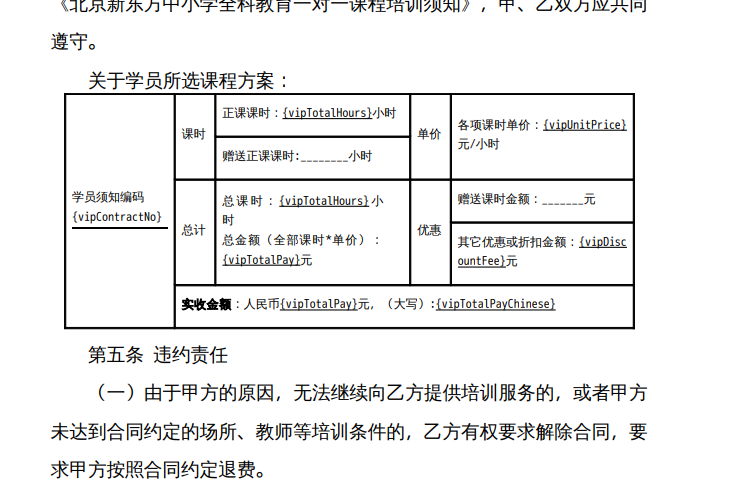 《北京新东方中小学全科教育一对一课程培训须知》，甲、乙双方应共同
遵守。
关于学员所选课程方案：
学员须知编码
{vipContractNo}
课时
正课课时：{vipTotalHours}小时
赠送正课课时:________小时
单价
各项课时单价：{vipUnitPrice}
元/小时
总计
总课时：{vipTotalHours}小
时
总金额（全部课时*单价）：
{vipTotalPay}元
优惠
赠送课时金额：_______元
其它优惠或折扣金额：{vipDisc
ountFee}元
实收金额：人民币{vipTotalPay}元，（大写）:{vipTotalPayChinese}
第五条 违约责任
（一）由于甲方的原因，无法继续向乙方提供培训服务的，或者甲方
未达到合同约定的场所、教师等培训条件的，乙方有权要求解除合同，要
求甲方按照合同约定退费。